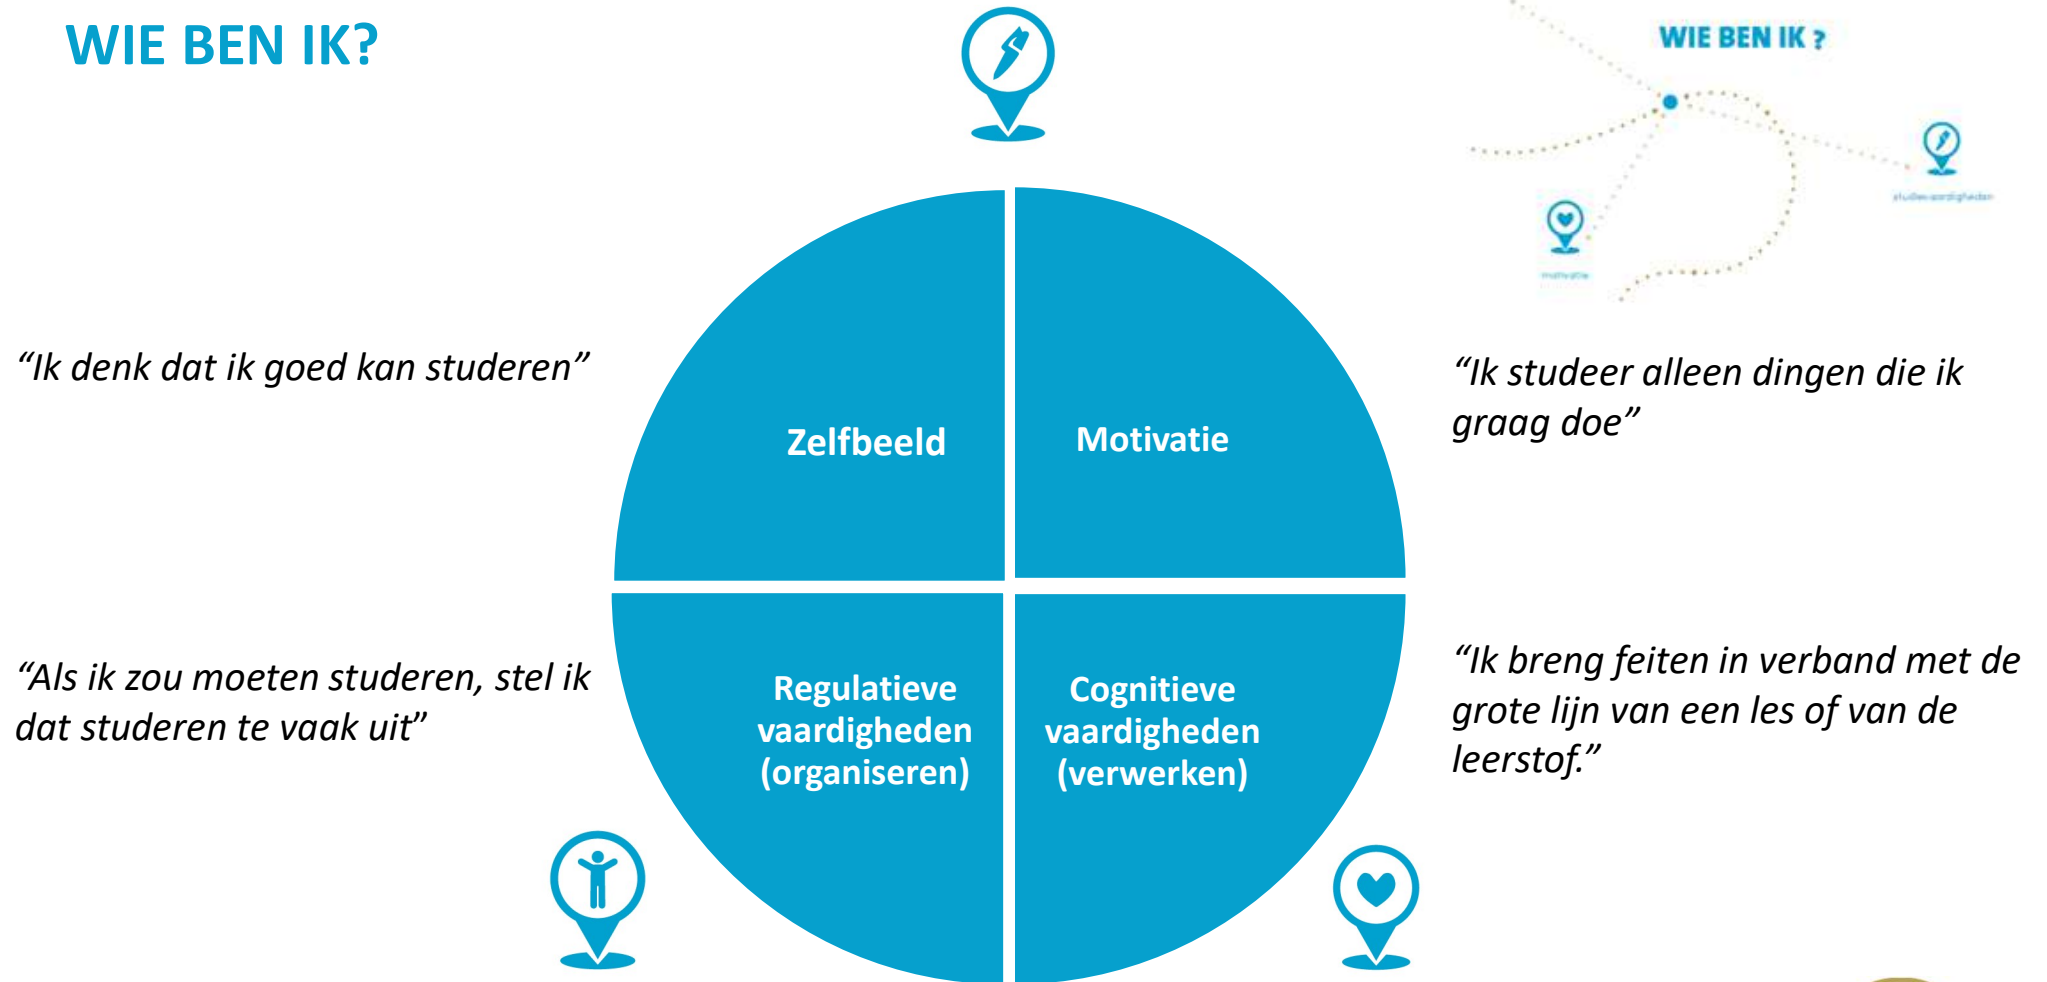 WIE BEN IK?
WIE BEN IK ?
studievaardigheden
motivatie
“Ik denk dat ik goed kan studeren”
“Ik studeer alleen dingen die ik
graag doe”
Zelfbeeld
Motivatie
“Als ik zou moeten studeren, stel ik
dat studeren te vaak uit”
Regulatieve
vaardigheden
(organiseren)
Cognitieve
vaardigheden
(verwerken)
“Ik breng feiten in verband met de
grote lijn van een les of van de
leerstof.”